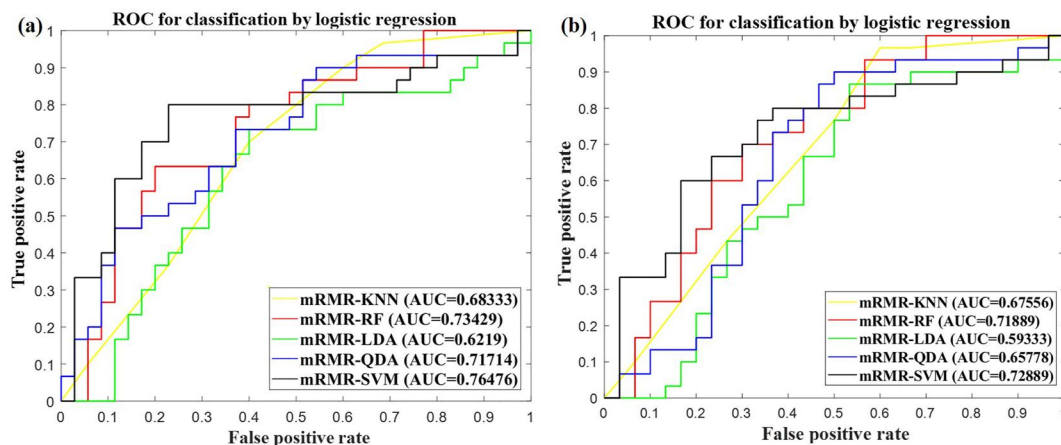 (a)
ROC for classification by logistic regression
1
0.9
0.8
0.7
0.6
0.5
0.4
0.3
0.2
0.1
0
True positive rate
0 0.1 0.2 0.3 0.4 0.5 0.6 0.7 0.8 0.9 1
False positive rate
mRMR-KNN (AUC=0.68333)
mRMR-RF (AUC=0.73429)
mRMR-LDA (AUC=0.6219)
mRMR-QDA (AUC=0.71714)
mRMR-SVM (AUC=0.76476)
(b)
ROC for classification by logistic regression
1
0.9
0.8
0.7
0.6
0.5
0.4
0.3
0.2
0.1
0
True positive rate
0 0.1 0.2 0.3 0.4 0.5 0.6 0.7 0.8 0.9 1
False positive rate
mRMR-KNN (AUC=0.67556)
mRMR-RF (AUC=0.71889)
mRMR-LDA (AUC=0.59333)
mRMR-QDA (AUC=0.65778)
mRMR-SVM (AUC=0.72889)